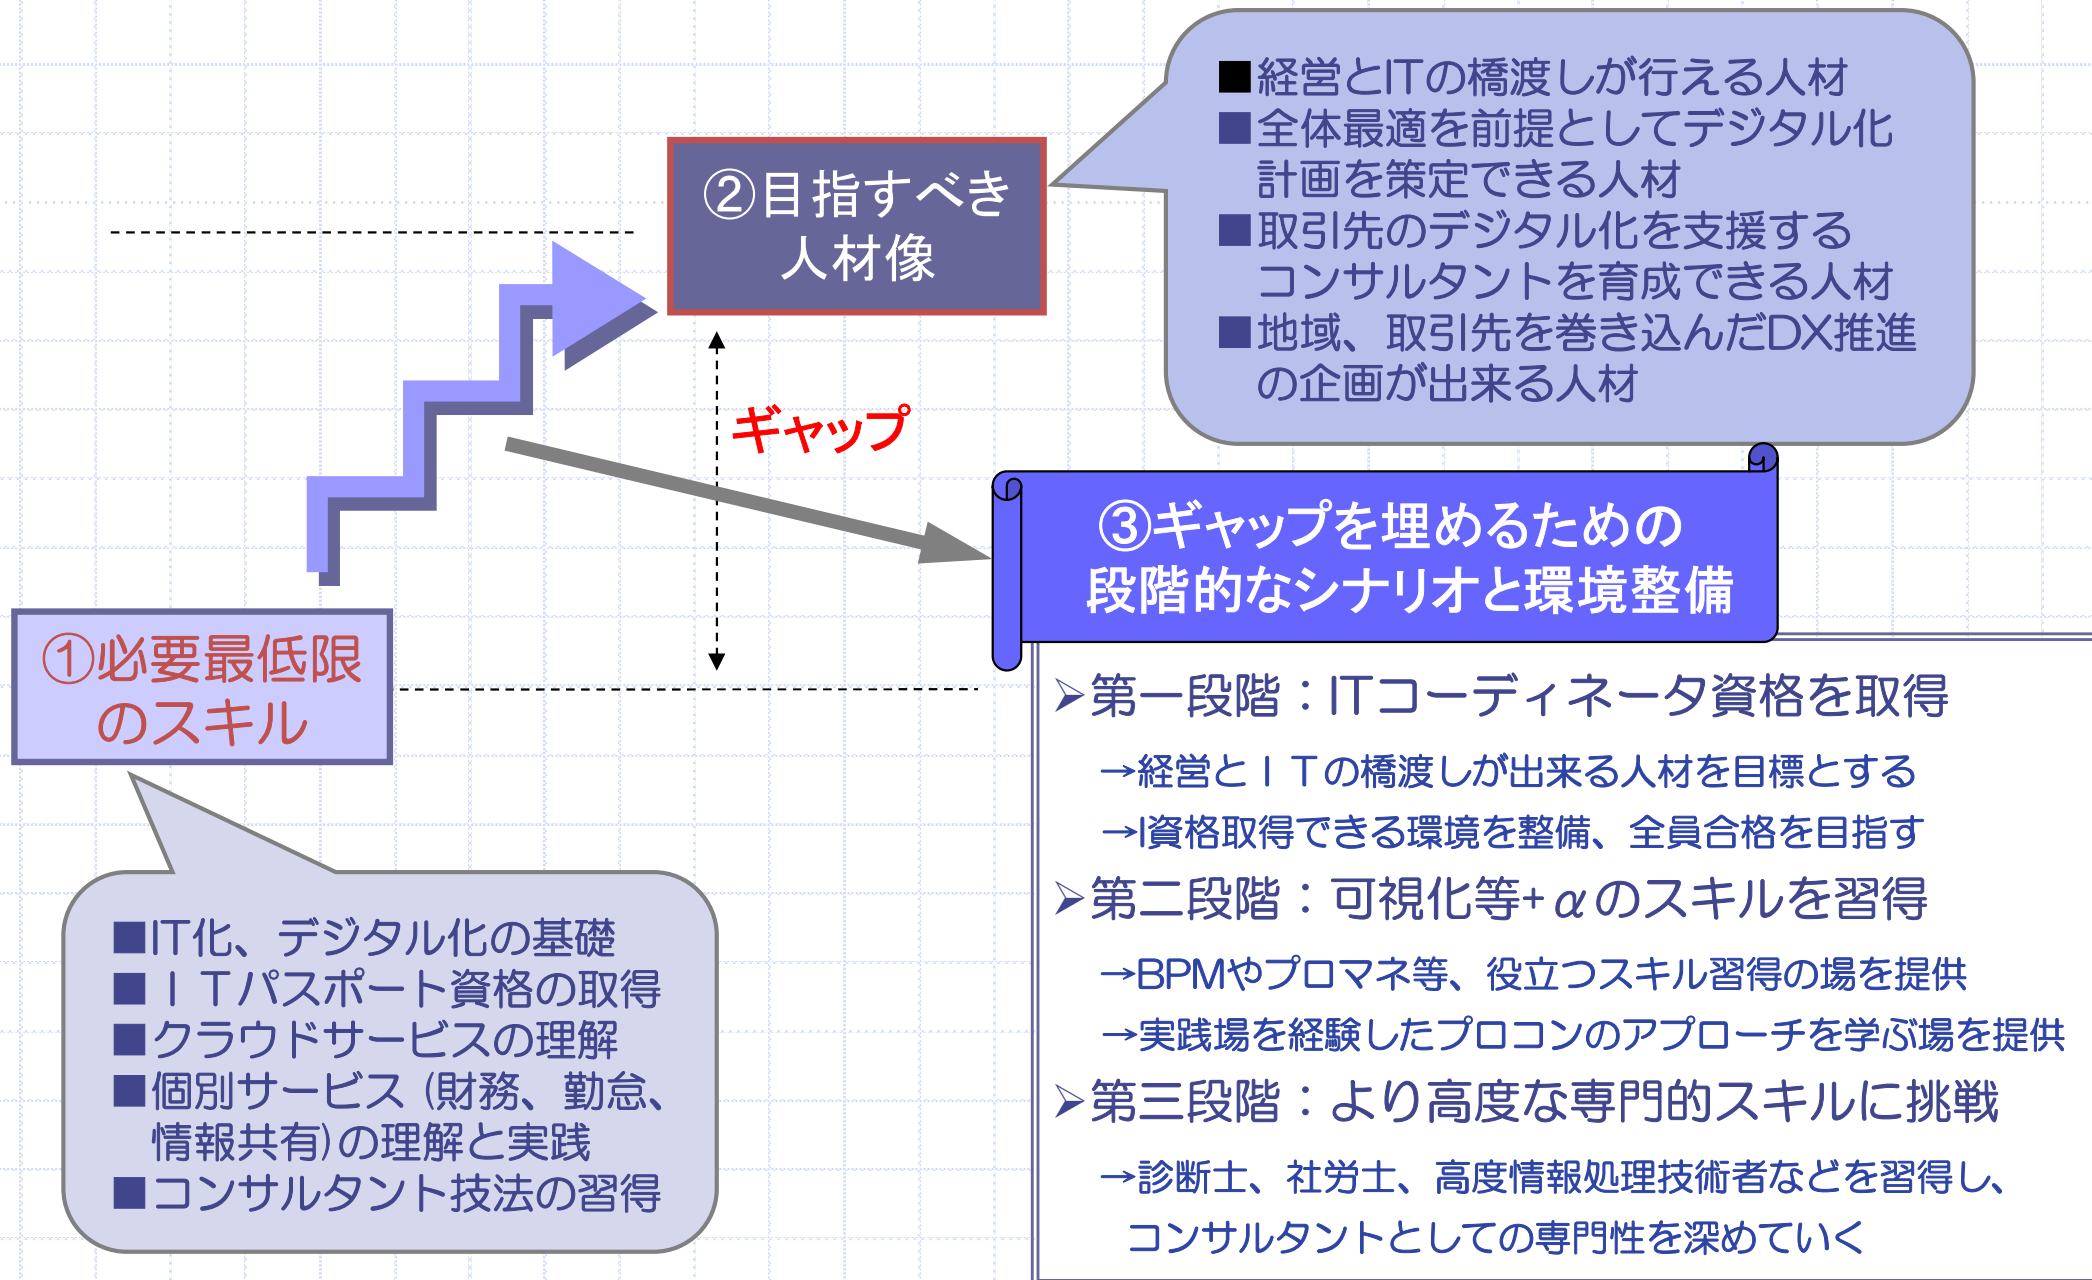 ■経営とITの橋渡しが行える人材
■全体最適を前提としてデジタル化
計画を策定できる人材
■取引先のデジタル化を支援する
コンサルタントを育成できる人材
■地域、取引先を巻き込んだDX推進
の企画が出来る人材
②目指すべき
人材像
ギャップ
③ギャップを埋めるための
段階的なシナリオと環境整備
①必要最低限
のスキル
■IT化、デジタル化の基礎
■ＩＴパスポート資格の取得
■クラウドサービスの理解
■個別サービス(財務、勤怠、
情報共有)の理解と実践
■コンサルタント技法の習得
➢第一段階：ITコーディネータ資格を取得
→経営とＩＴの橋渡しが出来る人材を目標とする
→I資格取得できる環境を整備、全員合格を目指す
➢第二段階：可視化等+αのスキルを習得
→BPMやプロマネ等、役立つスキル習得の場を提供
→実践場を経験したプロコンのアプローチを学ぶ場を提供
➢第三段階：より高度な専門的スキルに挑戦
→診断士、社労士、高度情報処理技術者などを習得し、
コンサルタントとしての専門性を深めていく